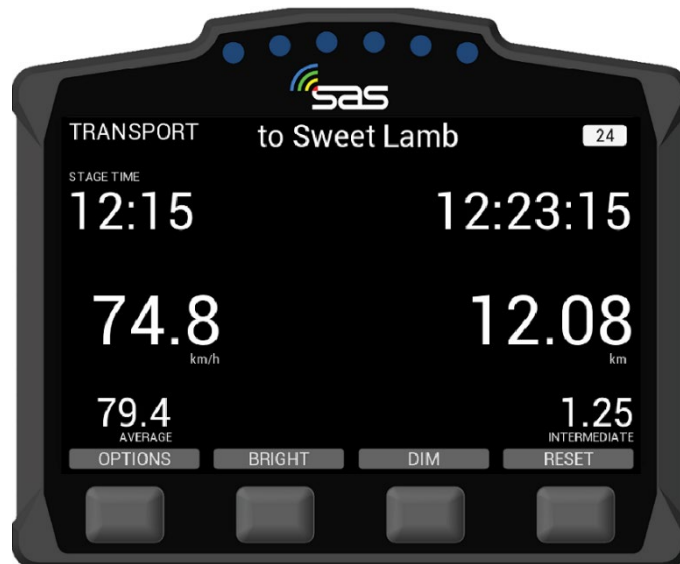 sas
TRANSPORT to Sweet Lamb 24
STAGE TIME
12:15 12:23:15
74.8 12.08
km/h km
79.4 1.25
AVERAGE INTERMEDIATE
OPTIONS BRIGHT DIM RESET